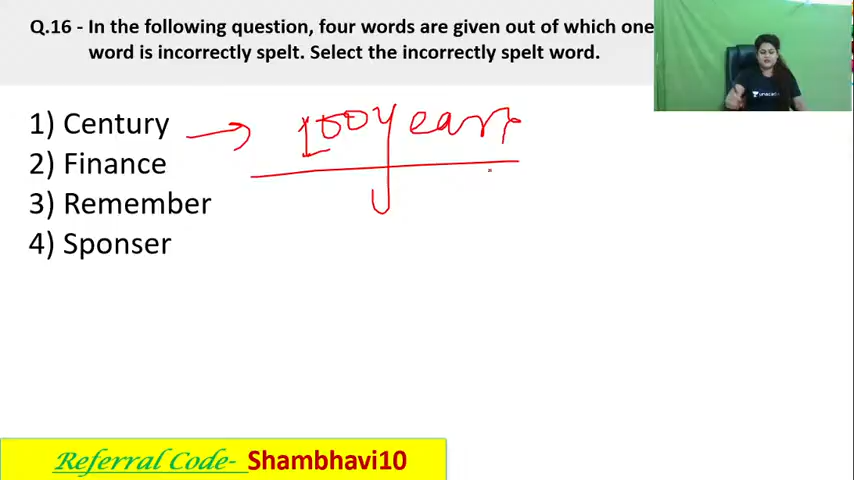 Q.16 - In the following question, four words are given out of which one
word is incorrectly spelt. Select the incorrectly spelt word.
1) Century
100 years
2) Finance
3) Remember
4) Sponser
Referral Code- Shambhavi10